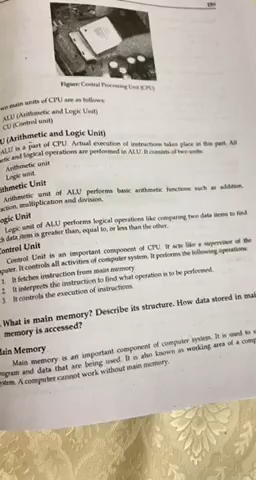 Figure: Central Processing Unit (CPU)
main units of CPU are as follows:
ALU (Arithmetic and Logic Unit)
CU (Control unit)
U (Arithmetic and Logic Unit)
ALU is a part of CPU. Actual execution of instructions takes place in this part. All
etic and logical operations are performed in ALU. It consists of two units:
Arithmetic unit
Logic unit
ithmetic Unit
Arithmetic unit of ALU performs basic arithmetic functions such as addition,
action, multiplication and division.
ogic Unit
Logic unit of ALU performs logical operations like comparing two data items to find
ch data item is greater than, equal to, or less than the other.
Control Unit
Control Unit is an important component of CPU. It acts like a supervisor of the
puter. It controls all activities of computer system. It performs the following operations:
1. It fetches instruction from main memory
2. It interprets the instruction to find what operation is to be performed.
3. It controls the execution of instructions.
. What is main memory? Describe its structure. How data stored in mai
memory is accessed?
Main Memory
Main memory is an important component of computer system. It is used to
rogram and data that are being used. It is also known as working area of a comp
ystem. A computer cannot work without main memory.